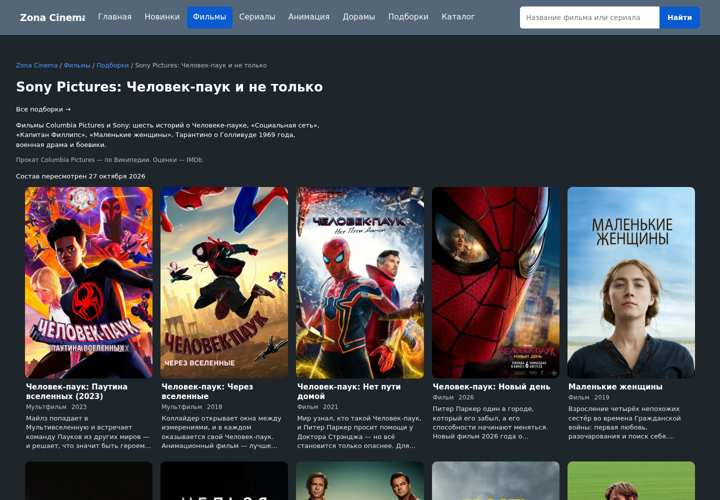 Zona Cinema Главная Новинки Фильмы Сериалы Анимация Дорамы Подборки Каталог Название фильма или сериала Найти
Zona Cinema / Фильмы / Подборки / Sony Pictures: Человек-паук и не только
Sony Pictures: Человек-паук и не только
Все подборки →
Фильмы Columbia Pictures и Sony: шесть историй о Человеке-пауке, «Социальная сеть»,
«Капитан Филлипс», «Маленькие женщины», Тарантино о Голливуде 1969 года,
военная драма и боевики.
Прокат Columbia Pictures — по Википедии. Оценки — IMDb.
Состав пересмотрен 27 октября 2026
ЧЕЛОВЕК-ПАУК
ПАУТИНА ВСЕЛЕННЫХ
ЧЕЛОВЕК-ПАУК
ЧЕРЕЗ ВСЕЛЕННЫЕ
ЧЕЛОВЕК-ПАУК
Нет Пути Домой
ЧЕЛОВЕК-ПАУК
НОВЫЙ ДЕНЬ
МАЛЕНЬКИЕ
ЖЕНЩИНЫ
Человек-паук: Паутина
вселенных (2023)
Мультфильм 2023
Майлз попадает в
Мультивселенную и встречает
команду Пауков из других миров —
и решает, что значит быть героем…
Человек-паук: Через
вселенные
Мультфильм 2018
Коллайдер открывает окна между
измерениями, и в каждом
оказывается свой Человек-паук.
Анимационный фильм — лучше…
Человек-паук: Нет пути
домой
Фильм 2021
Мир узнал, кто такой Человек-паук,
и Питер Паркер просит помощи у
Доктора Стрэнджа — но всё
становится только опаснее. Для…
Человек-паук: Новый день
Фильм 2026
Питер Паркер один в городе,
который его забыл, а его
способности начинают меняться.
Новый фильм 2026 года о…
Маленькие женщины
Фильм 2019
Взросление четырёх непохожих
сестёр во времена Гражданской
войны: первая любовь,
разочарования и поиск себя.…